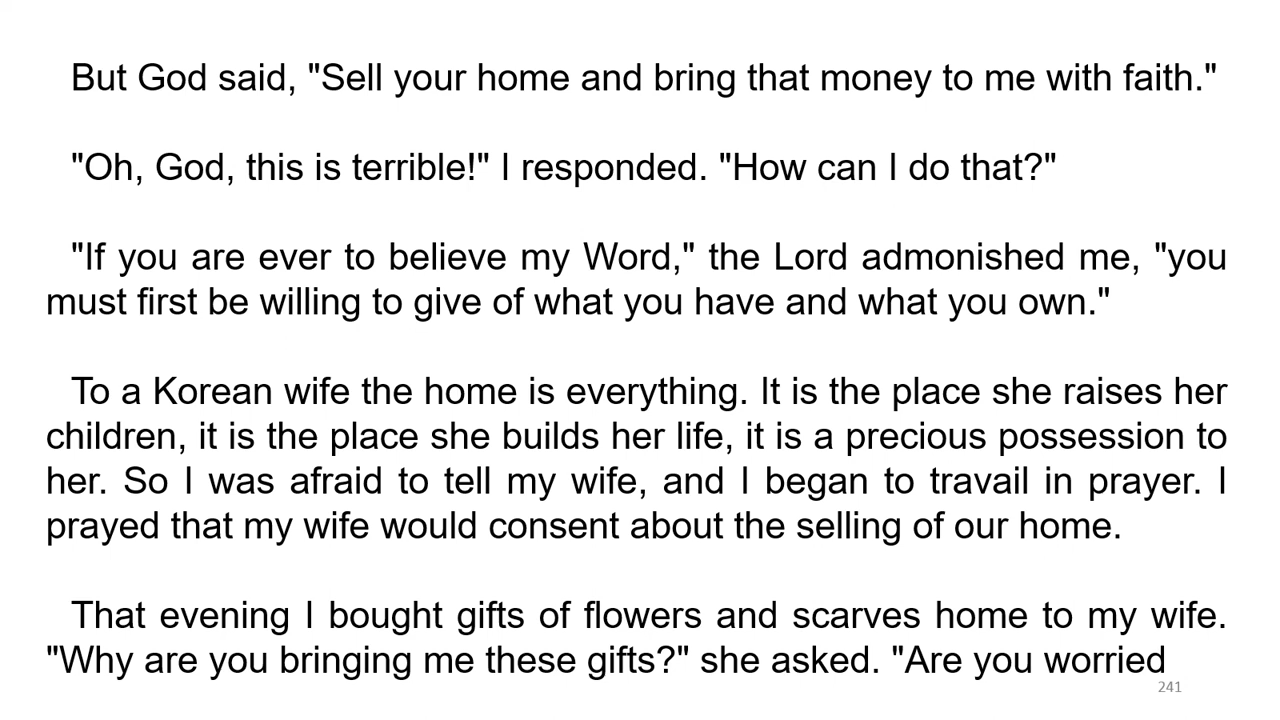 But God said, "Sell your home and bring that money to me with faith."
"Oh, God, this is terrible!" I responded. "How can I do that?"
"If you are ever to believe my Word," the Lord admonished me, "you
must first be willing to give of what you have and what you own."
To a Korean wife the home is everything. It is the place she raises her
children, it is the place she builds her life, it is a precious possession to
her. So I was afraid to tell my wife, and I began to travail in prayer. I
prayed that my wife would consent about the selling of our home.
That evening I bought gifts of flowers and scarves home to my wife.
"Why are you bringing me these gifts?" she asked. "Are you worried
241